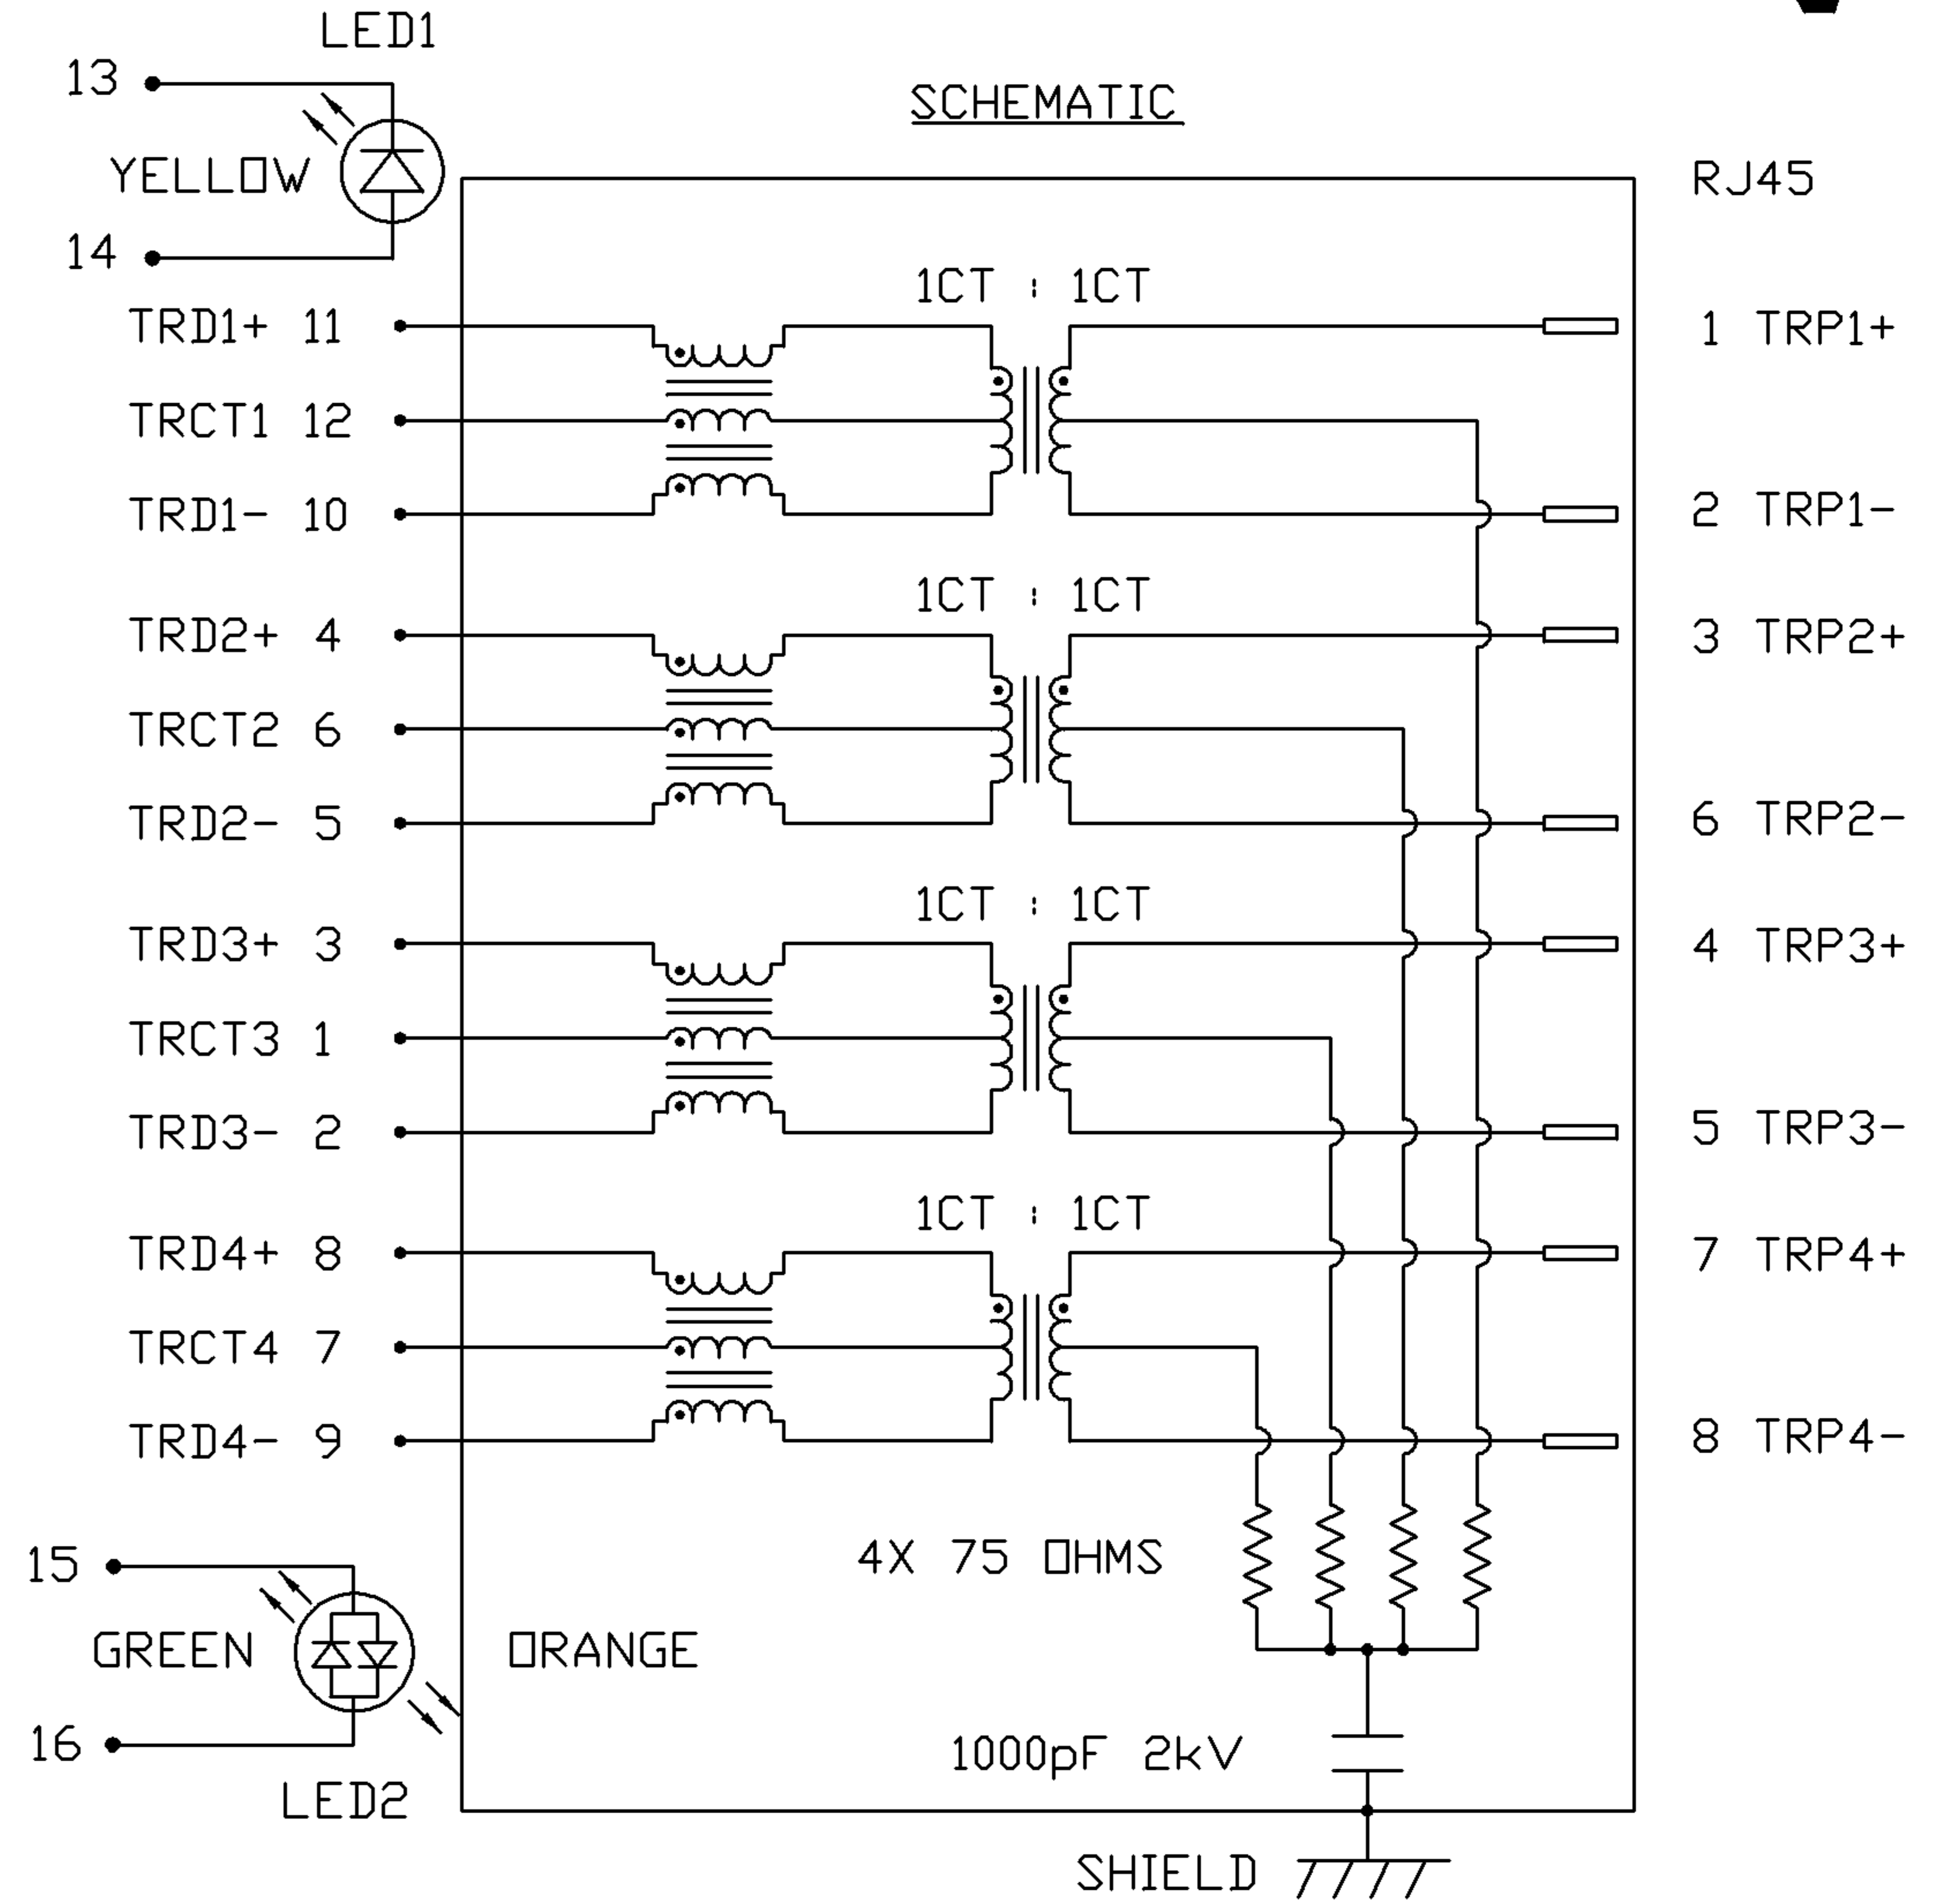 LED1
13
SCHEMATIC
YELLOW
RJ45
14
1CT : 1CT
TRD1+ 11
1 TRP1+
TRCT1 12
TRD1- 10
2 TRP1-
1CT : 1CT
TRD2+ 4
3 TRP2+
TRCT2 6
TRD2- 5
6 TRP2-
1CT : 1CT
TRD3+ 3
4 TRP3+
TRCT3 1
TRD3- 2
5 TRP3-
1CT : 1CT
TRD4+ 8
7 TRP4+
TRCT4 7
TRD4- 9
8 TRP4-
4X 75 OHMS
15
GREEN
ORANGE
16
1000pF 2kV
LED2
SHIELD